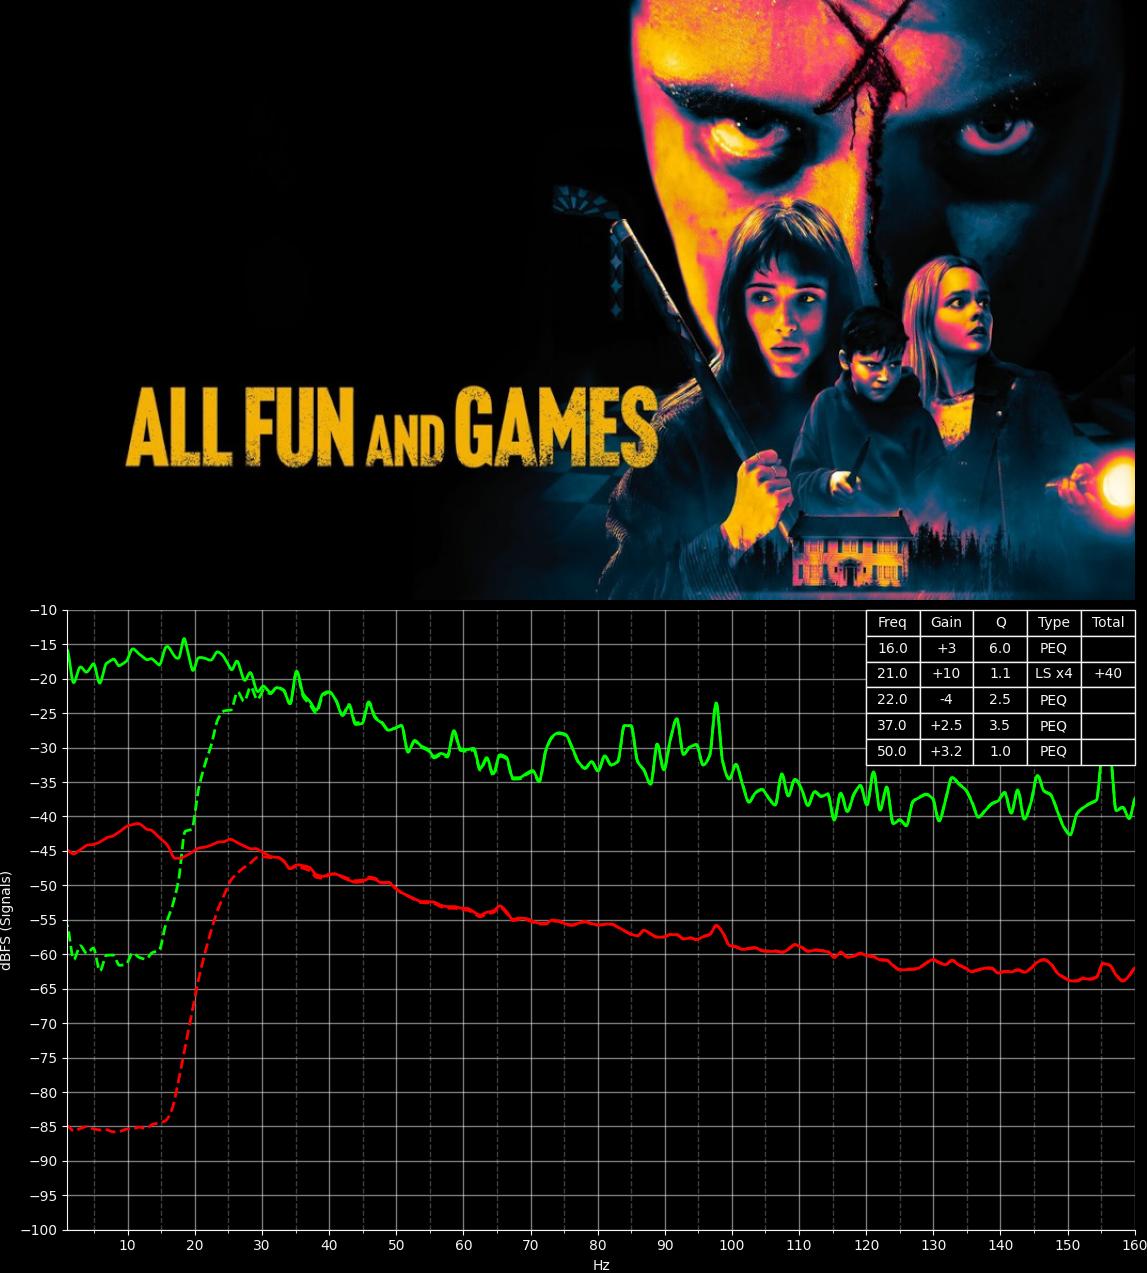 ALL FUN AND GAMES
Freq Gain Q Type Total
16.0 +3 6.0 PEQ
21.0 +10 1.1 LS x4 +40
22.0 -4 2.5 PEQ
37.0 +2.5 3.5 PEQ
50.0 +3.2 1.0 PEQ
−10
−15
−20
−25
−30
−35
−40
−45
−50
−55
−60
−65
−70
−75
−80
−85
−90
−95
−100
dBFS (Signals)
10 20 30 40 50 60 70 80 90 100 110 120 130 140 150 160
Hz